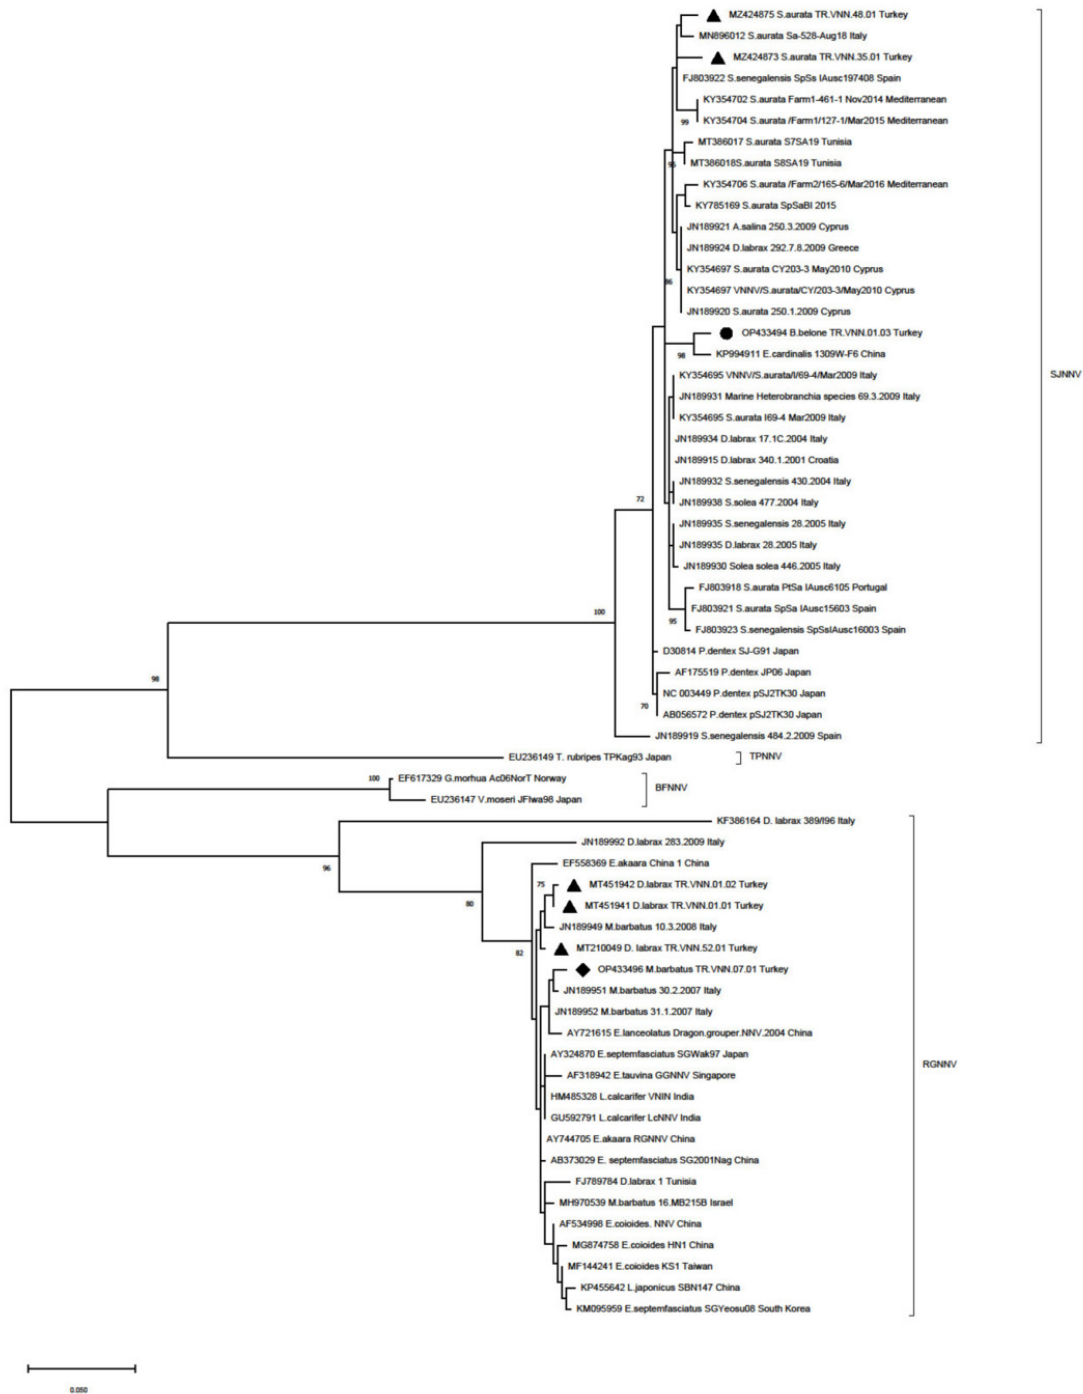 MZ424875 S.aurata TR.VNN.48.01 Turkey
MN896012 S.aurata Sa-528-Aug18 Italy
MZ424873 S.aurata TR.VNN.35.01 Turkey
FJ803922 S.senegalensis SpSs IAusc197408 Spain
KY354702 S.aurata Farm1-461-1 Nov2014 Mediterranean
99
KY354704 S.aurata /Farm1/127-1/Mar2015 Mediterranean
MT386017 S.aurata S7SA19 Tunisia
MT386018S.aurata S8SA19 Tunisia
KY354706 S.aurata /Farm2/165-6/Mar2016 Mediterranean
KY785169 S.aurata SpSaBI 2015
JN189921 A.salina 250.3.2009 Cyprus
JN189924 D.labrax 292.7.8.2009 Greece
KY354697 S.aurata CY203-3 May2010 Cyprus
86
KY354697 VNNV/S.aurata/CY/203-3/May2010 Cyprus
JN189920 S.aurata 250.1.2009 Cyprus
OP433494 B.belone TR.VNN.01.03 Turkey
98
KP994911 E.cardinalis 1309W-F6 China
KY354695 VNNV/S.aurata/I/69-4/Mar2009 Italy
SJNNV
JN189931 Marine Heterobranchia species 69.3.2009 Italy
KY354695 S.aurata I69-4 Mar2009 Italy
JN189934 D.labrax 17.1C.2004 Italy
JN189915 D.labrax 340.1.2001 Croatia
JN189932 S.senegalensis 430.2004 Italy
72
JN189938 S.solea 477.2004 Italy
JN189935 S.senegalensis 28.2005 Italy
JN189935 D.labrax 28.2005 Italy
JN189930 Solea solea 446.2005 Italy
FJ803918 S.aurata PtSa IAusc6105 Portugal
100
FJ803921 S.aurata SpSa IAusc15603 Spain
95
FJ803923 S.senegalensis SpSsIAusc16003 Spain
D30814 P.dentex SJ-G91 Japan
AF175519 P.dentex JP06 Japan
98
NC 003449 P.dentex pSJ2TK30 Japan
70
AB056572 P.dentex pSJ2TK30 Japan
JN189919 S.senegalensis 484.2.2009 Spain
EU236149 T. rubripes TPKag93 Japan
TPNNV
100
EF617329 G.morhua Ac06NorT Norway
BFNNV
EU236147 V.moseri JFIwa98 Japan
KF386164 D. labrax 389/I96 Italy
JN189992 D.labrax 283.2009 Italy
96
EF558369 E.akaara China 1 China
75
MT451942 D.labrax TR.VNN.01.02 Turkey
80
MT451941 D.labrax TR.VNN.01.01 Turkey
JN189949 M.barbatus 10.3.2008 Italy
82
MT210049 D. labrax TR.VNN.52.01 Turkey
OP433496 M.barbatus TR.VNN.07.01 Turkey
JN189951 M.barbatus 30.2.2007 Italy
JN189952 M.barbatus 31.1.2007 Italy
AY721615 E.lanceolatus Dragon.grouper.NNV.2004 China
AY324870 E.septemfasciatus SGWak97 Japan
RGNNV
AF318942 E.tauvina GGNNV Singapore
HM485328 L.calcarifer VNIN India
GU592791 L.calcarifer LcNNV India
AY744705 E.akaara RGNNV China
AB373029 E. septemfasciatus SG2001Nag China
FJ789784 D.labrax 1 Tunisia
MH970539 M.barbatus 16.MB215B Israel
AF534998 E.coioides. NNV China
MG874758 E.coioides HN1 China
MF144241 E.coioides KS1 Taiwan
KP455642 L.japonicus SBN147 China
KM095959 E.septemfasciatus SGYeosu08 South Korea
0.050